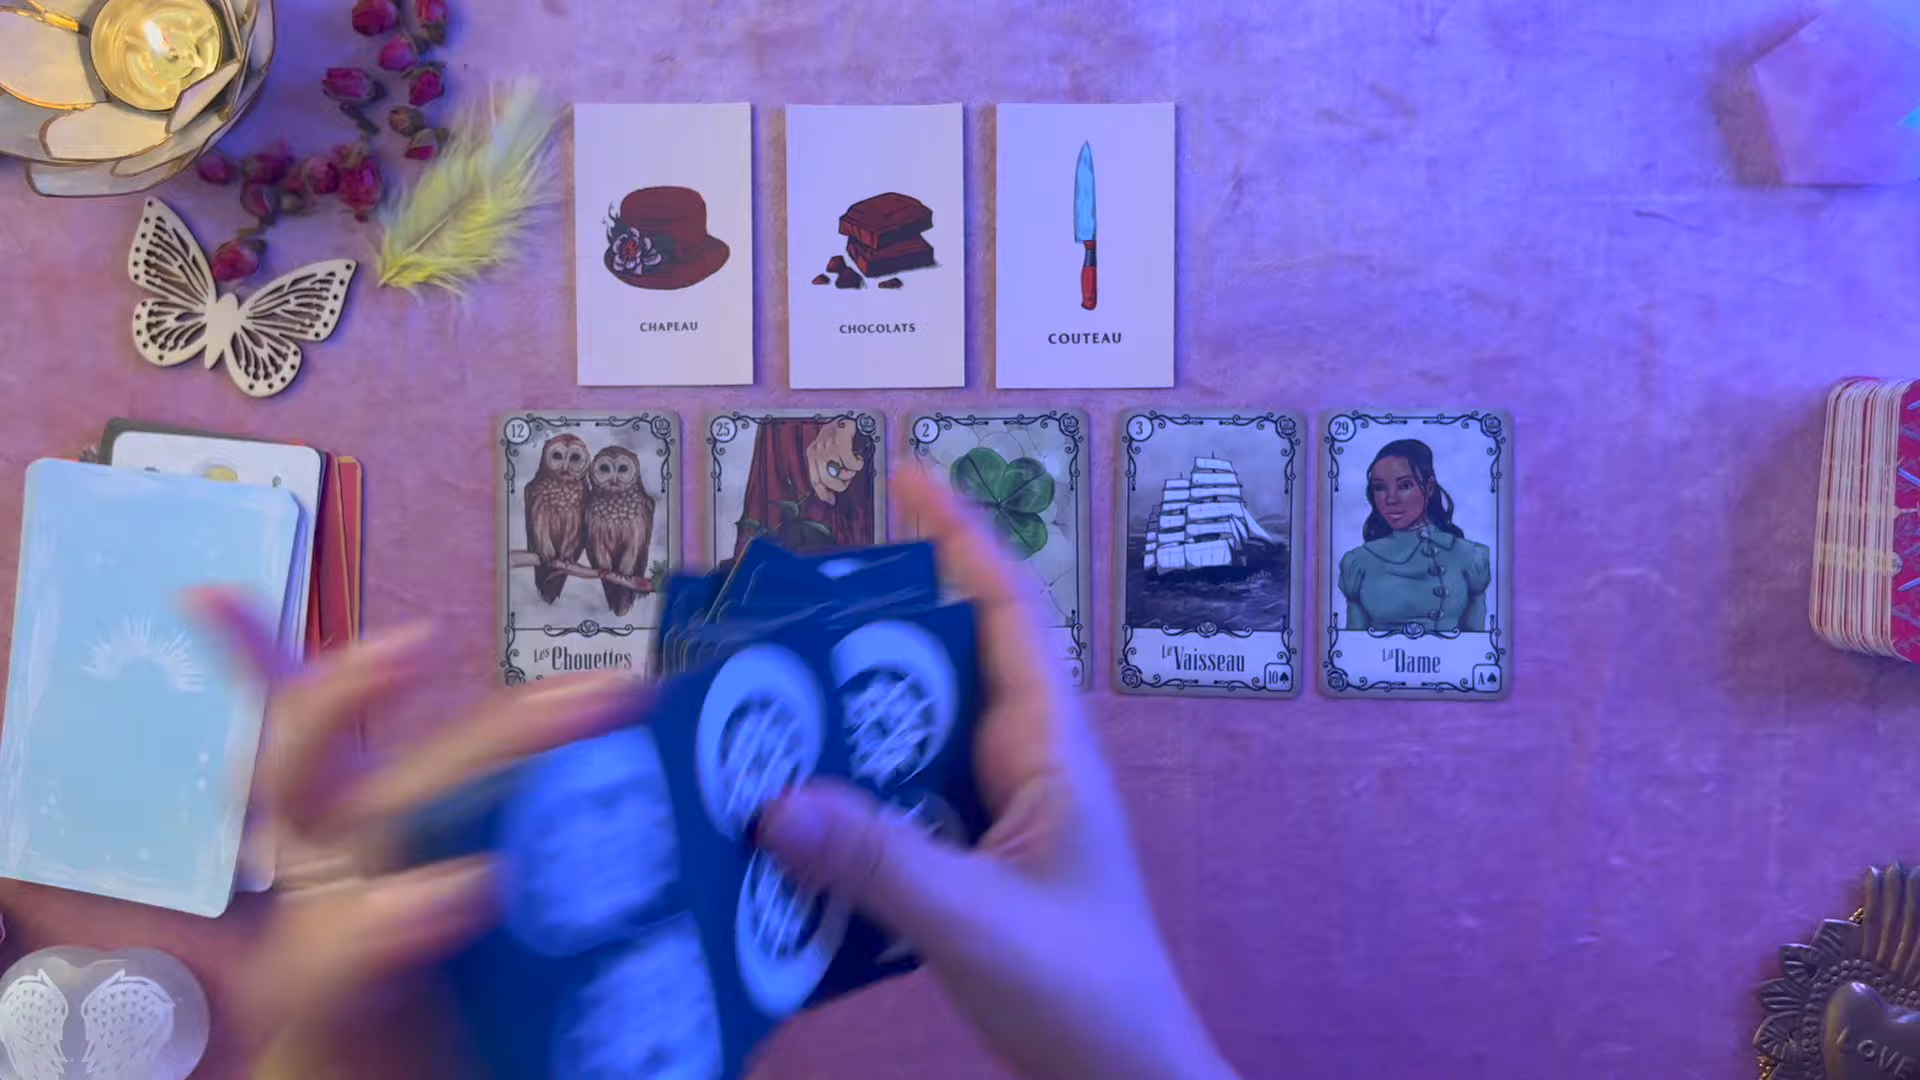 CHAPEAU
CHOCOLATS
COUTEAU
12
25
2
3
29
Les Chouettes
Le Vaisseau
10♠
La Dame
A♠
LOVE